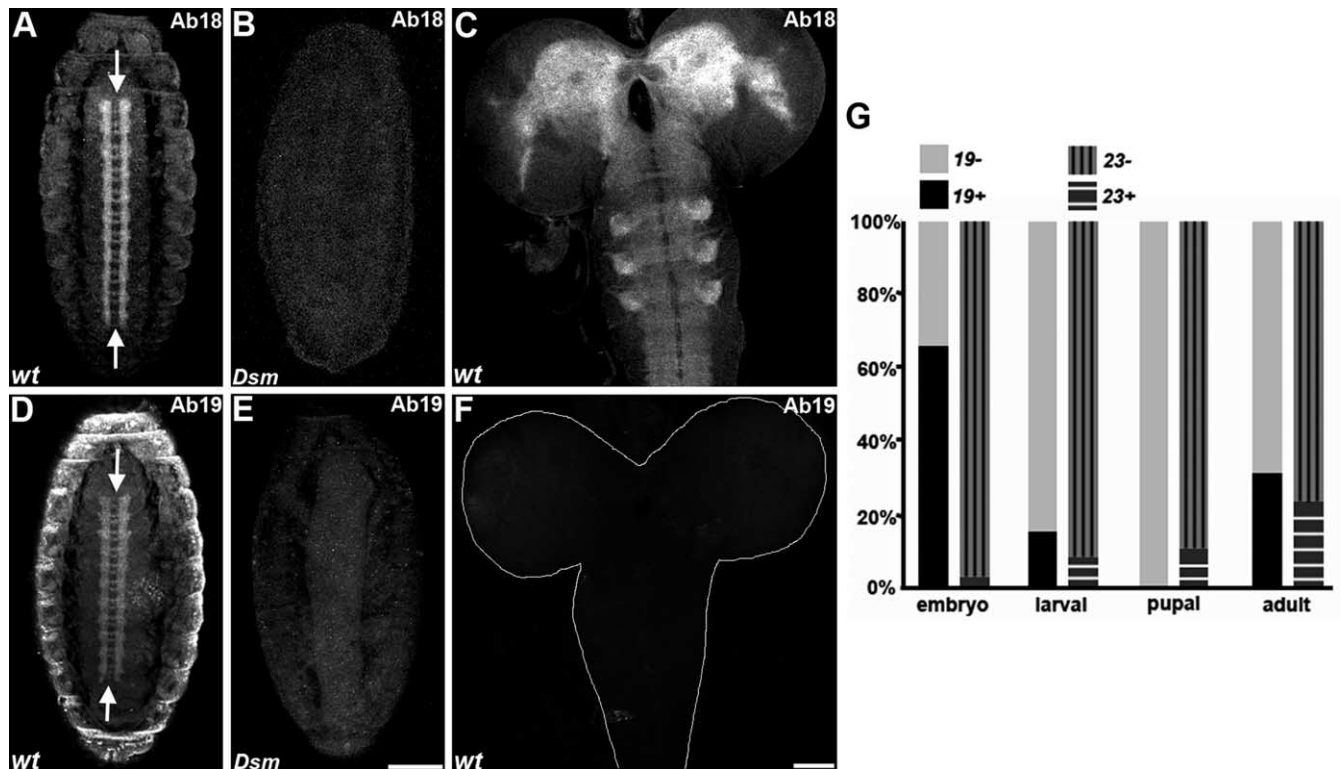 A Ab18
wt
B Ab18
Dsm
C Ab18
wt
D Ab19
wt
E Ab19
Dsm
F Ab19
wt
G
19- 23-
19+ 23+
100%
80%
60%
40%
20%
0%
embryo larval pupal adult